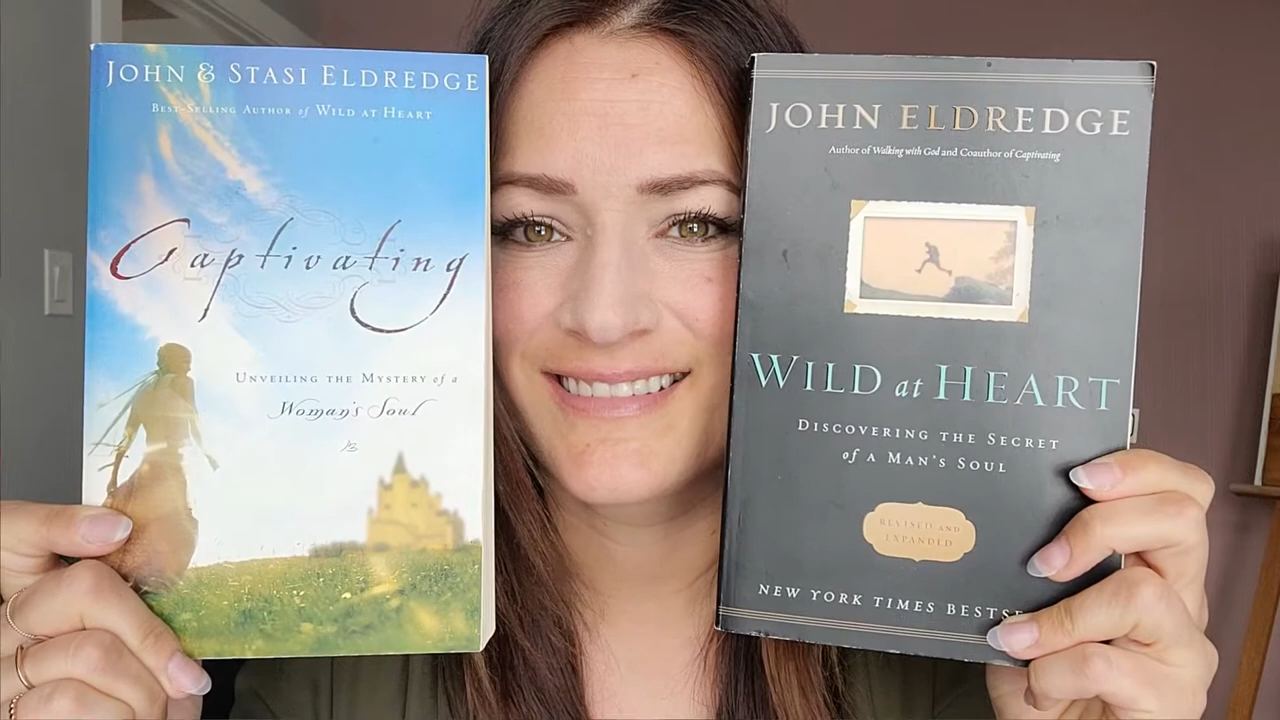 JOHN & STASI ELDREDGE
BEST-SELLING AUTHOR of WILD AT HEART
Captivating
UNVEILING THE MYSTERY of a
Woman's Soul
JOHN ELDREDGE
Author of Walking with God and Coauthor of Captivating
WILD at HEART
DISCOVERING THE SECRET
of A MAN'S SOUL
REVISED AND
EXPANDED
NEW YORK TIMES BESTSE